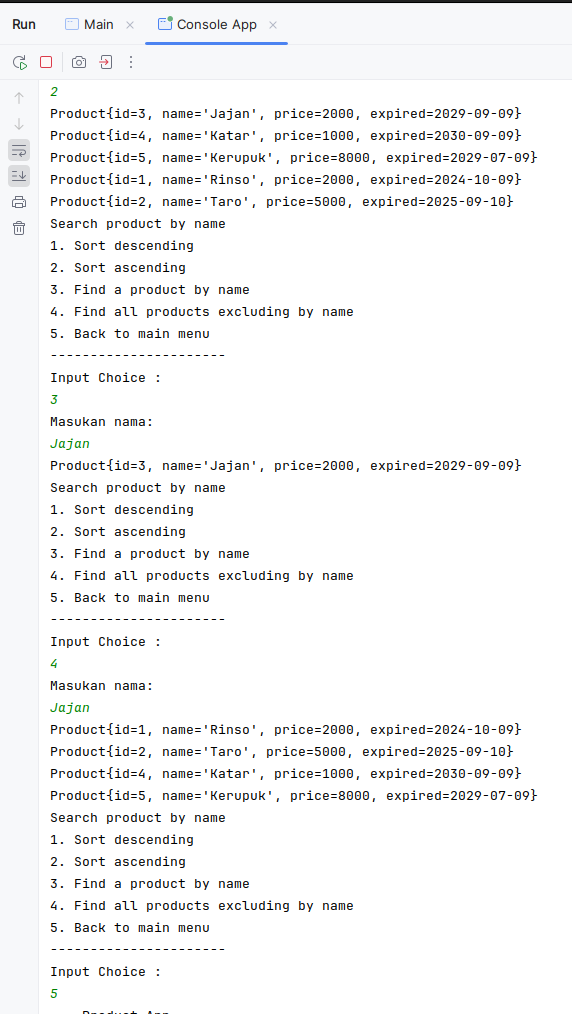 Run
Main
Console App
2
Product{id=3, name='Jajan', price=2000, expired=2029-09-09}
Product{id=4, name='Katar', price=1000, expired=2030-09-09}
Product{id=5, name='Kerupuk', price=8000, expired=2029-07-09}
Product{id=1, name='Rinso', price=2000, expired=2024-10-09}
Product{id=2, name='Taro', price=5000, expired=2025-09-10}
Search product by name
1. Sort descending
2. Sort ascending
3. Find a product by name
4. Find all products excluding by name
5. Back to main menu
----------------------
Input Choice :
3
Masukan nama:
Jajan
Product{id=3, name='Jajan', price=2000, expired=2029-09-09}
Search product by name
1. Sort descending
2. Sort ascending
3. Find a product by name
4. Find all products excluding by name
5. Back to main menu
----------------------
Input Choice :
4
Masukan nama:
Jajan
Product{id=1, name='Rinso', price=2000, expired=2024-10-09}
Product{id=2, name='Taro', price=5000, expired=2025-09-10}
Product{id=4, name='Katar', price=1000, expired=2030-09-09}
Product{id=5, name='Kerupuk', price=8000, expired=2029-07-09}
Search product by name
1. Sort descending
2. Sort ascending
3. Find a product by name
4. Find all products excluding by name
5. Back to main menu
----------------------
Input Choice :
5
Product App